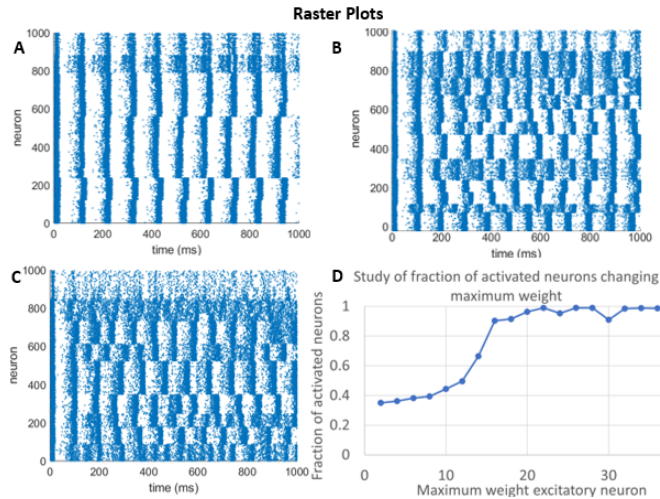 Raster Plots
A
1000
800
600
400
200
0
neuron
0 200 400 600 800 1000
time (ms)
B
1000
800
600
400
200
0
neuron
0 200 400 600 800 1000
time (ms)
C
1000
800
600
400
200
0
neuron
0 200 400 600 800 1000
time (ms)
D Study of fraction of activated neurons changing
maximum weight
1
0.8
0.6
0.4
0.2
0
Fraction of activated neurons
0 10 20 30
Maximum weight excitatory neuron